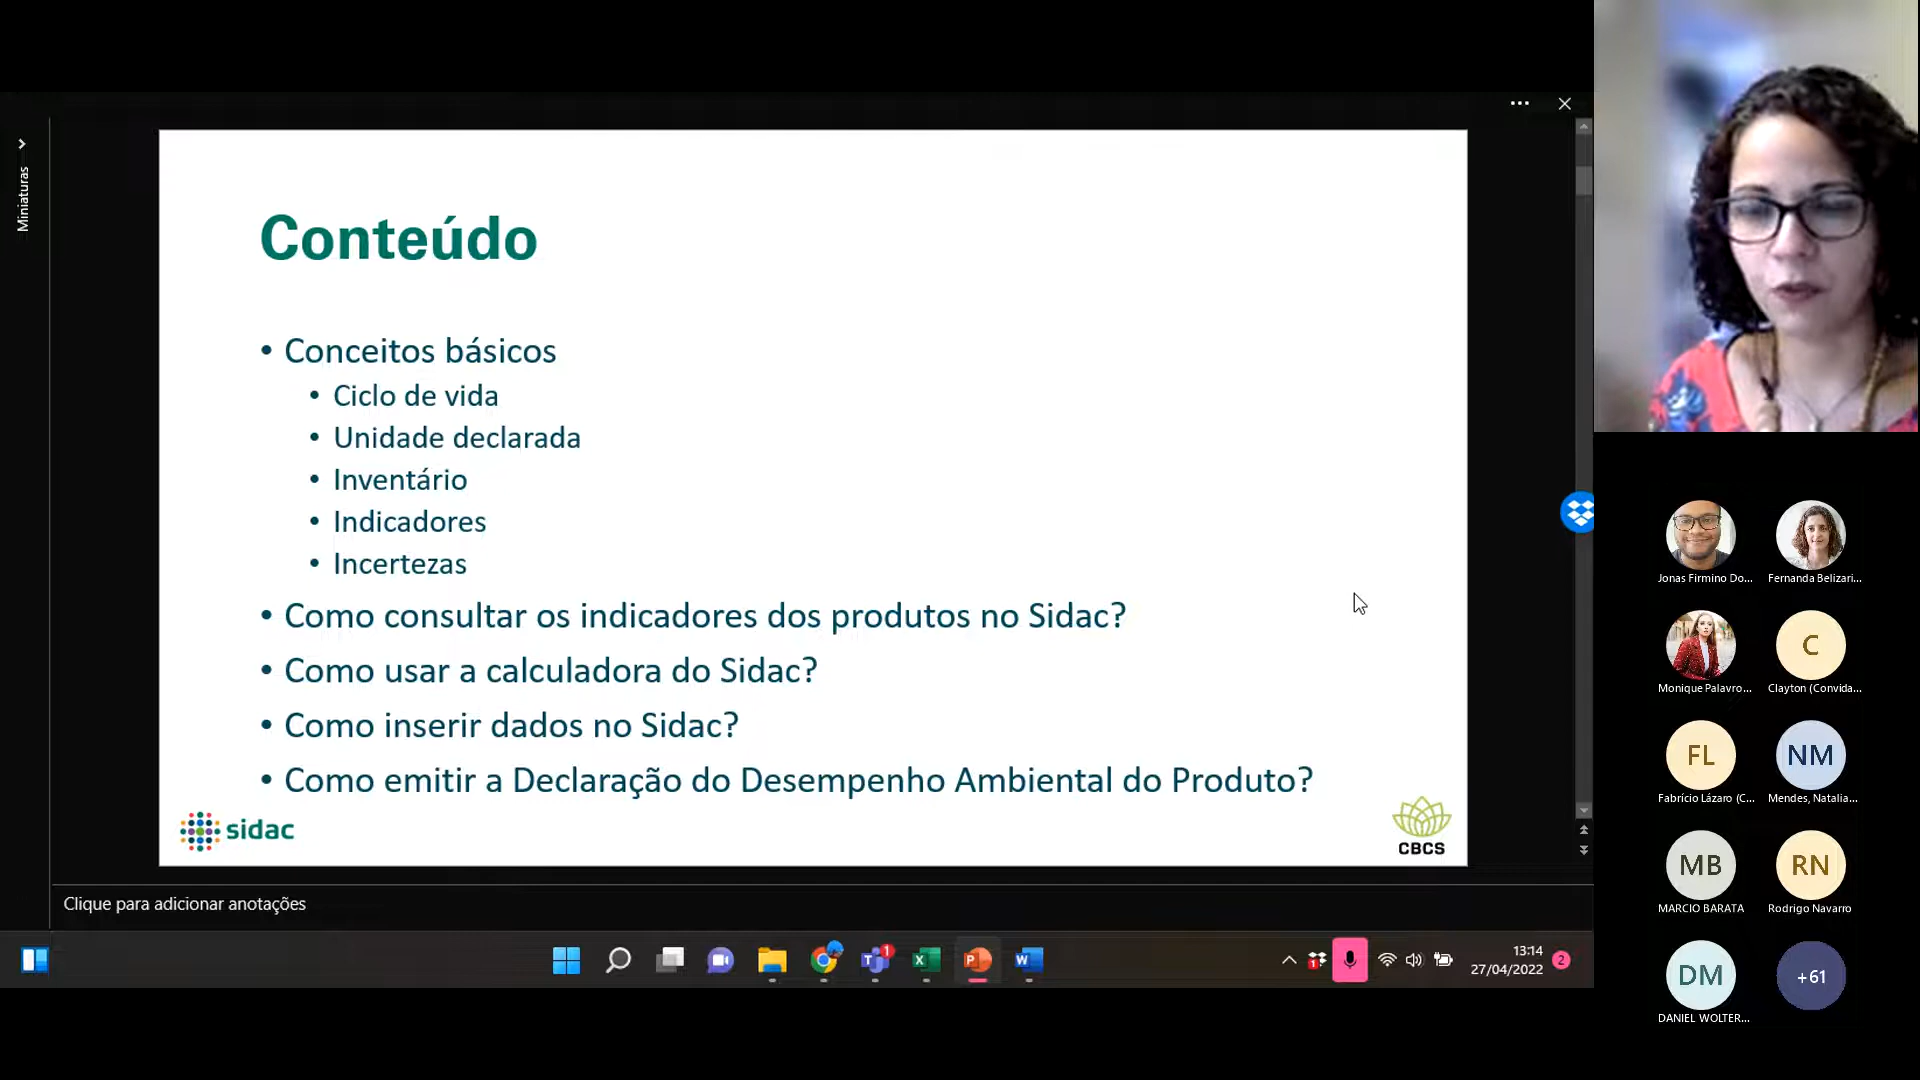 Miniaturas
Conteúdo
• Conceitos básicos
• Ciclo de vida
• Unidade declarada
• Inventário
• Indicadores
• Incertezas
• Como consultar os indicadores dos produtos no Sidac?
• Como usar a calculadora do Sidac?
• Como inserir dados no Sidac?
• Como emitir a Declaração do Desempenho Ambiental do Produto?
sidac
CBCS
Clique para adicionar anotações
13:14
27/04/2022
2
1
1
Jonas Firmino Do...
Fernanda Belizari...
Monique Palavro...
C
Clayton (Convida...
FL
Fabrício Lázaro (C...
NM
Mendes, Natalia...
MB
MARCIO BARATA
RN
Rodrigo Navarro
DM
DANIEL WOLTER...
+61